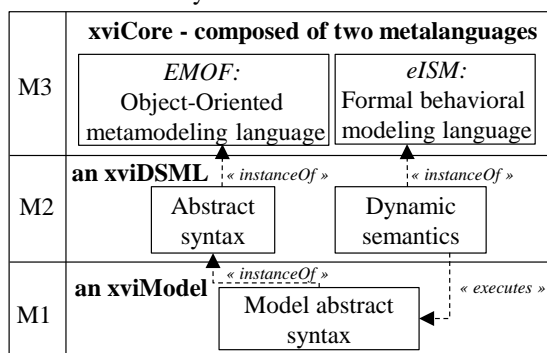 xviCore - composed of two metalanguages
M3
EMOF:
Object-Oriented
metamodeling language
eISM:
Formal behavioral
modeling language
an xviDSML
« instanceOf »
« instanceOf »
M2
Abstract
syntax
Dynamic
semantics
« instanceOf »
an xviModel
« executes »
M1
Model abstract
syntax